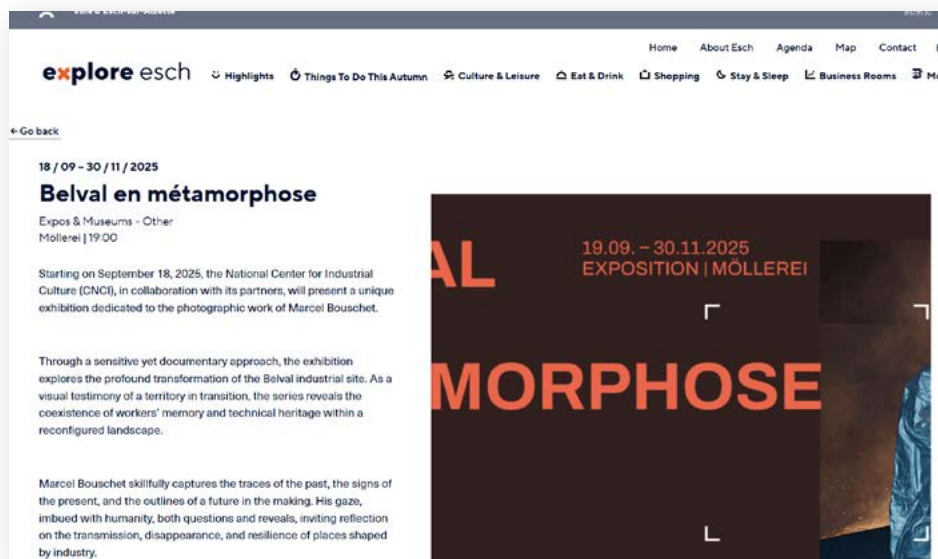 Home About Esch Agenda Map Contact
explore esch Highlights Things To Do This Autumn Culture & Leisure Eat & Drink Shopping Stay & Sleep Business Rooms
← Go back
18 / 09 – 30 / 11 / 2025
Belval en métamorphose
Expos & Museums - Other
Möllerei | 19:00
Starting on September 18, 2025, the National Center for Industrial
Culture (CNCI), in collaboration with its partners, will present a unique
exhibition dedicated to the photographic work of Marcel Bouschet.
Through a sensitive yet documentary approach, the exhibition
explores the profound transformation of the Belval industrial site. As a
visual testimony of a territory in transition, the series reveals the
coexistence of workers' memory and technical heritage within a
reconfigured landscape.
Marcel Bouschet skillfully captures the traces of the past, the signs of
the present, and the outlines of a future in the making. His gaze,
imbued with humanity, both questions and reveals, inviting reflection
on the transmission, disappearance, and resilience of places shaped
by industry.
AL
19.09. – 30.11.2025
EXPOSITION | MÖLLEREI
MORPHOSE